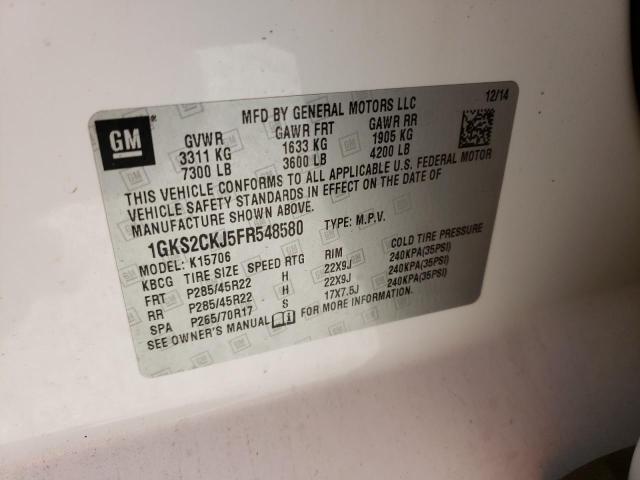 MFD BY GENERAL MOTORS LLC 12/14
GM
GVWR GAWR FRT GAWR RR
3311 KG 1633 KG 1905 KG
7300 LB 3600 LB 4200 LB
THIS VEHICLE CONFORMS TO ALL APPLICABLE U.S. FEDERAL MOTOR
VEHICLE SAFETY STANDARDS IN EFFECT ON THE DATE OF
MANUFACTURE SHOWN ABOVE.
1GKS2CKJ5FR548580 TYPE: M.P.V.
MODEL: K15706
KBCG TIRE SIZE SPEED RTG RIM COLD TIRE PRESSURE
FRT P285/45R22 H 22X9J 240KPA(35PSI)
RR P285/45R22 H 22X9J 240KPA(35PSI)
SPA P265/70R17 S 17X7.5J 240KPA(35PSI)
SEE OWNER'S MANUAL FOR MORE INFORMATION.